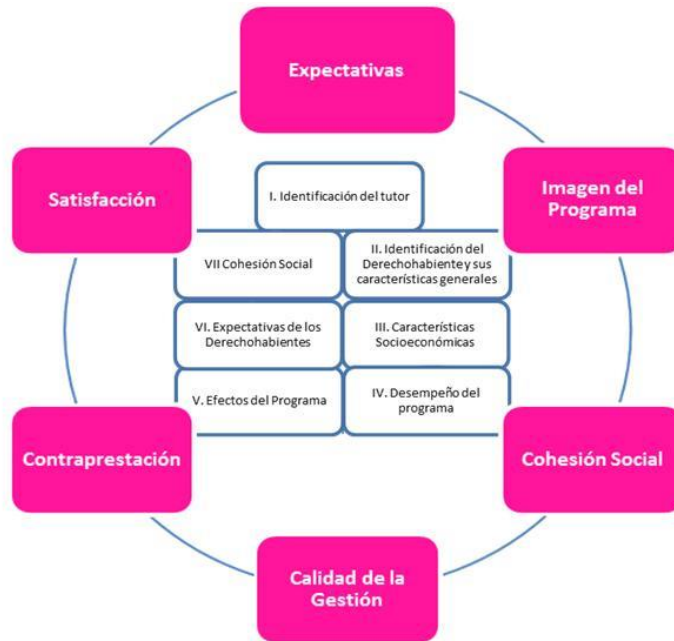 Expectativas
Imagen del
Programa
Cohesión Social
Calidad de la
Gestión
Contraprestación
Satisfacción
I. Identificación del tutor
II. Identificación del
Derechohabiente y sus
características generales
III. Características
Socioeconómicas
IV. Desempeño del
programa
V. Efectos del Programa
VI. Expectativas de los
Derechohabientes
VII Cohesión Social